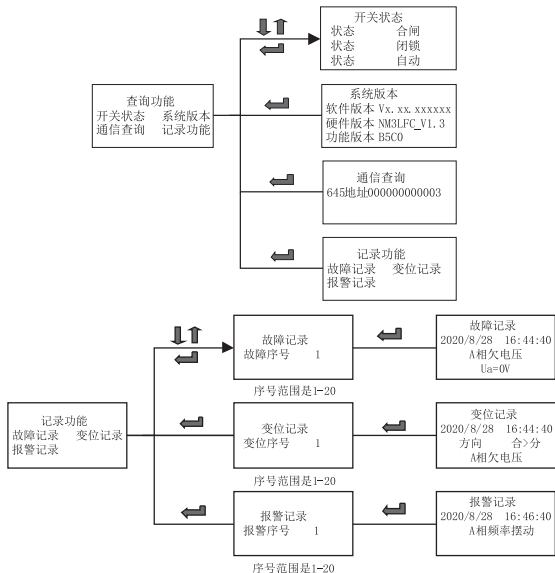 开关状态
状态 合闸
状态 闭锁
状态 自动
查询功能
开关状态 系统版本
通信查询 记录功能
系统版本
软件版本 Vx.xx.xxxxxx
硬件版本 NM3LFC_V1.3
功能版本 B5C0
通信查询
645地址000000000003
记录功能
故障记录 变位记录
报警记录
记录功能
故障记录 变位记录
报警记录
故障记录
故障序号 1
序号范围是1-20
故障记录
2020/8/28 16:44:40
A相欠电压
Ua=0V
变位记录
变位序号 1
序号范围是1-20
变位记录
2020/8/28 16:44:40
方向 合>分
A相欠电压
报警记录
报警序号 1
序号范围是1-20
报警记录
2020/8/28 16:46:40
A相频率摆动